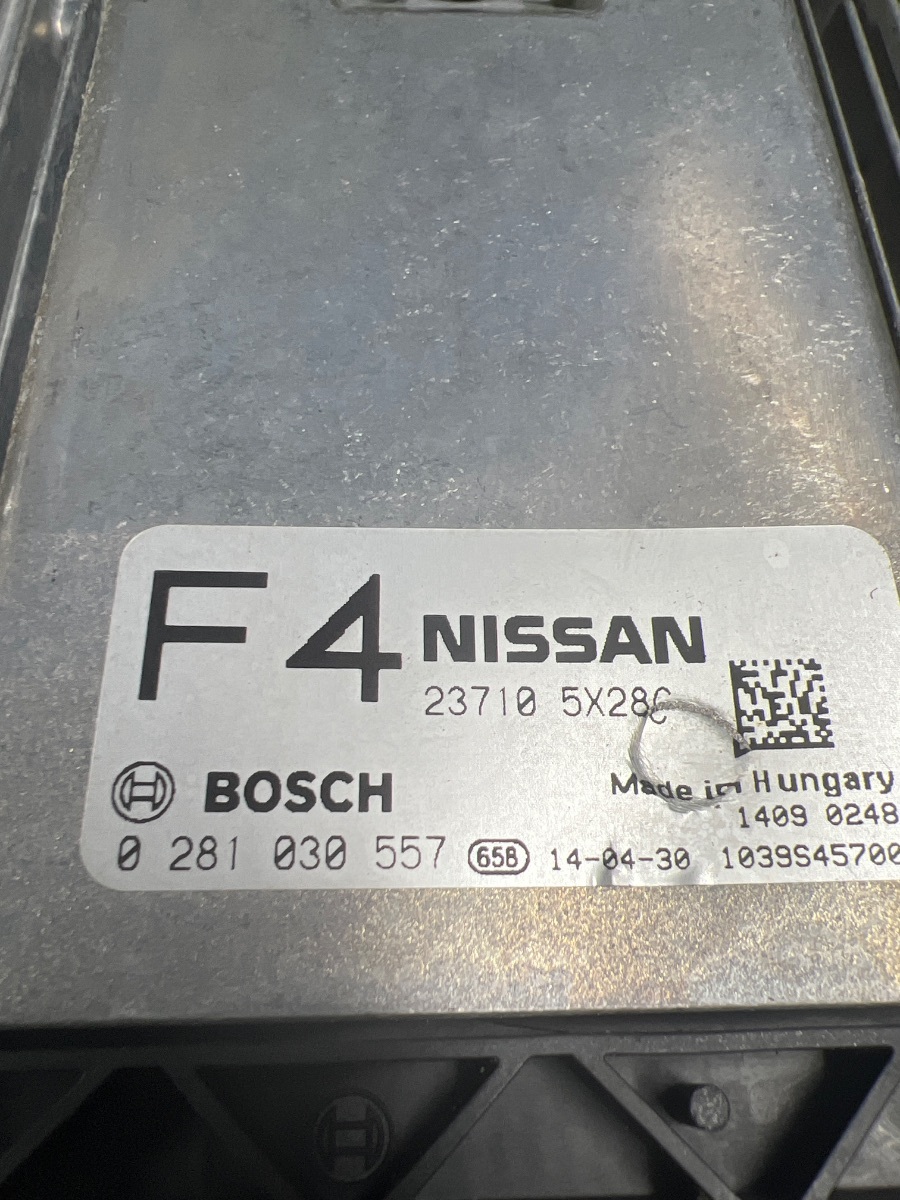 F4
NISSAN
23710 5X28C
BOSCH
Made in Hungary
1409 0248
0 281 030 557 65B 14-04-30 1039S45700